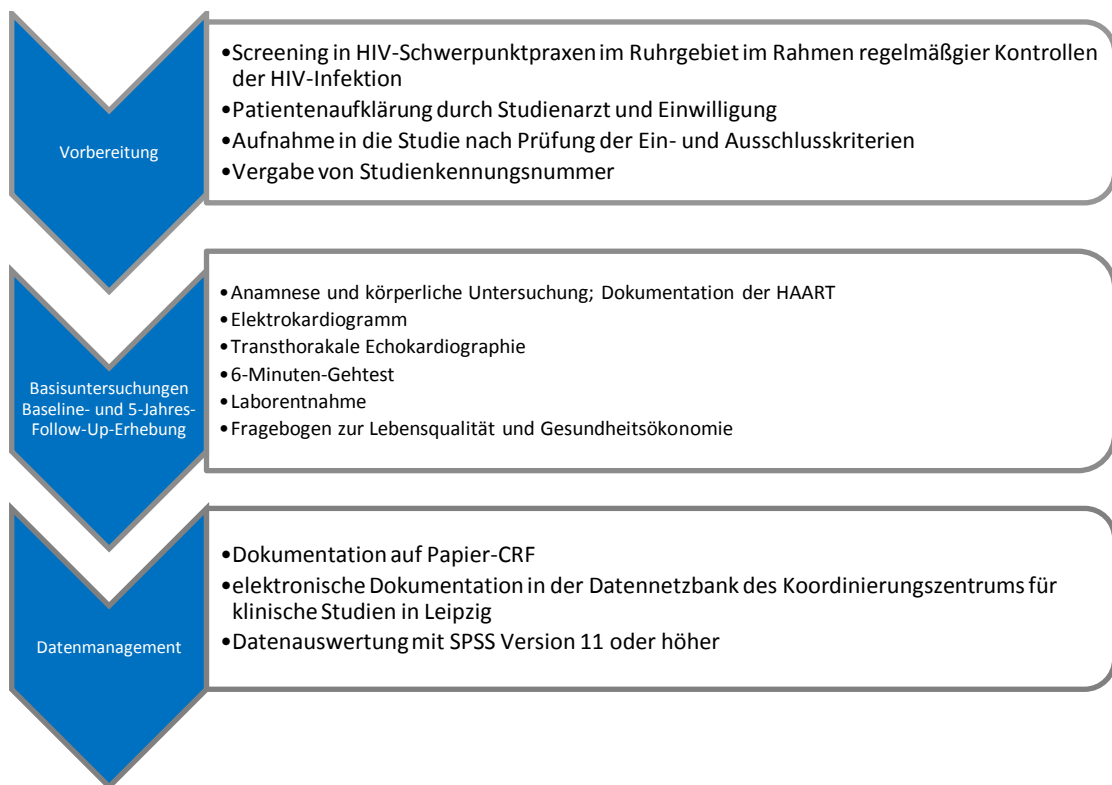 Vorbereitung
•Screening in HIV-Schwerpunktpraxen im Ruhrgebiet im Rahmen regelmäßgier Kontrollen
der HIV-Infektion
•Patientenaufklärung durch Studienarzt und Einwilligung
•Aufnahme in die Studie nach Prüfung der Ein- und Ausschlusskriterien
•Vergabe von Studienkennungsnummer
Basisuntersuchungen
Baseline- und 5-Jahres-
Follow-Up-Erhebung
•Anamnese und körperliche Untersuchung; Dokumentation der HAART
•Elektrokardiogramm
•Transthorakale Echokardiographie
•6-Minuten-Gehtest
•Laborentnahme
•Fragebogen zur Lebensqualität und Gesundheitsökonomie
Datenmanagement
•Dokumentation auf Papier-CRF
•elektronische Dokumentation in der Datennetzbank des Koordinierungszentrums für
klinische Studien in Leipzig
•Datenauswertung mit SPSS Version 11 oder höher